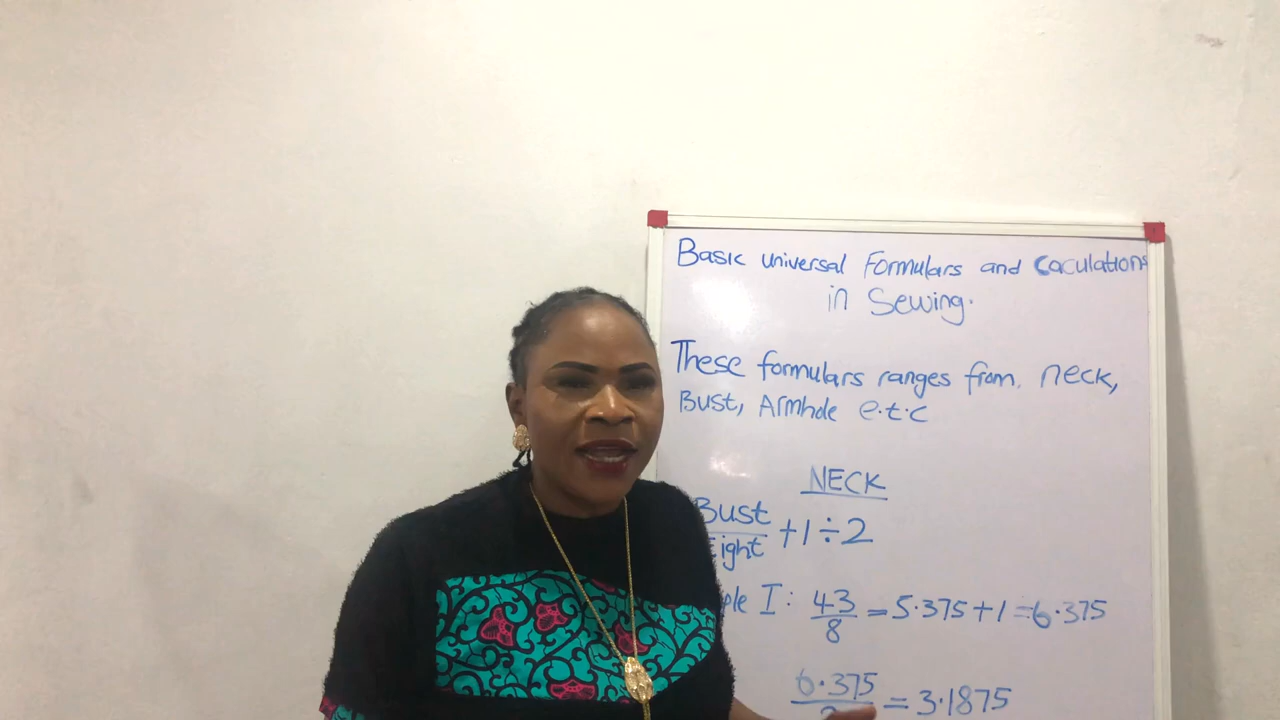 Basic universal Formulars and Caculations
in Sewing.
These formulars ranges from. neck,
Bust, Armhole e.t.c
NECK
Bust
Eight +1÷2
ple I: 43/8 = 5.375+1=6.375
6.375/2 = 3.1875